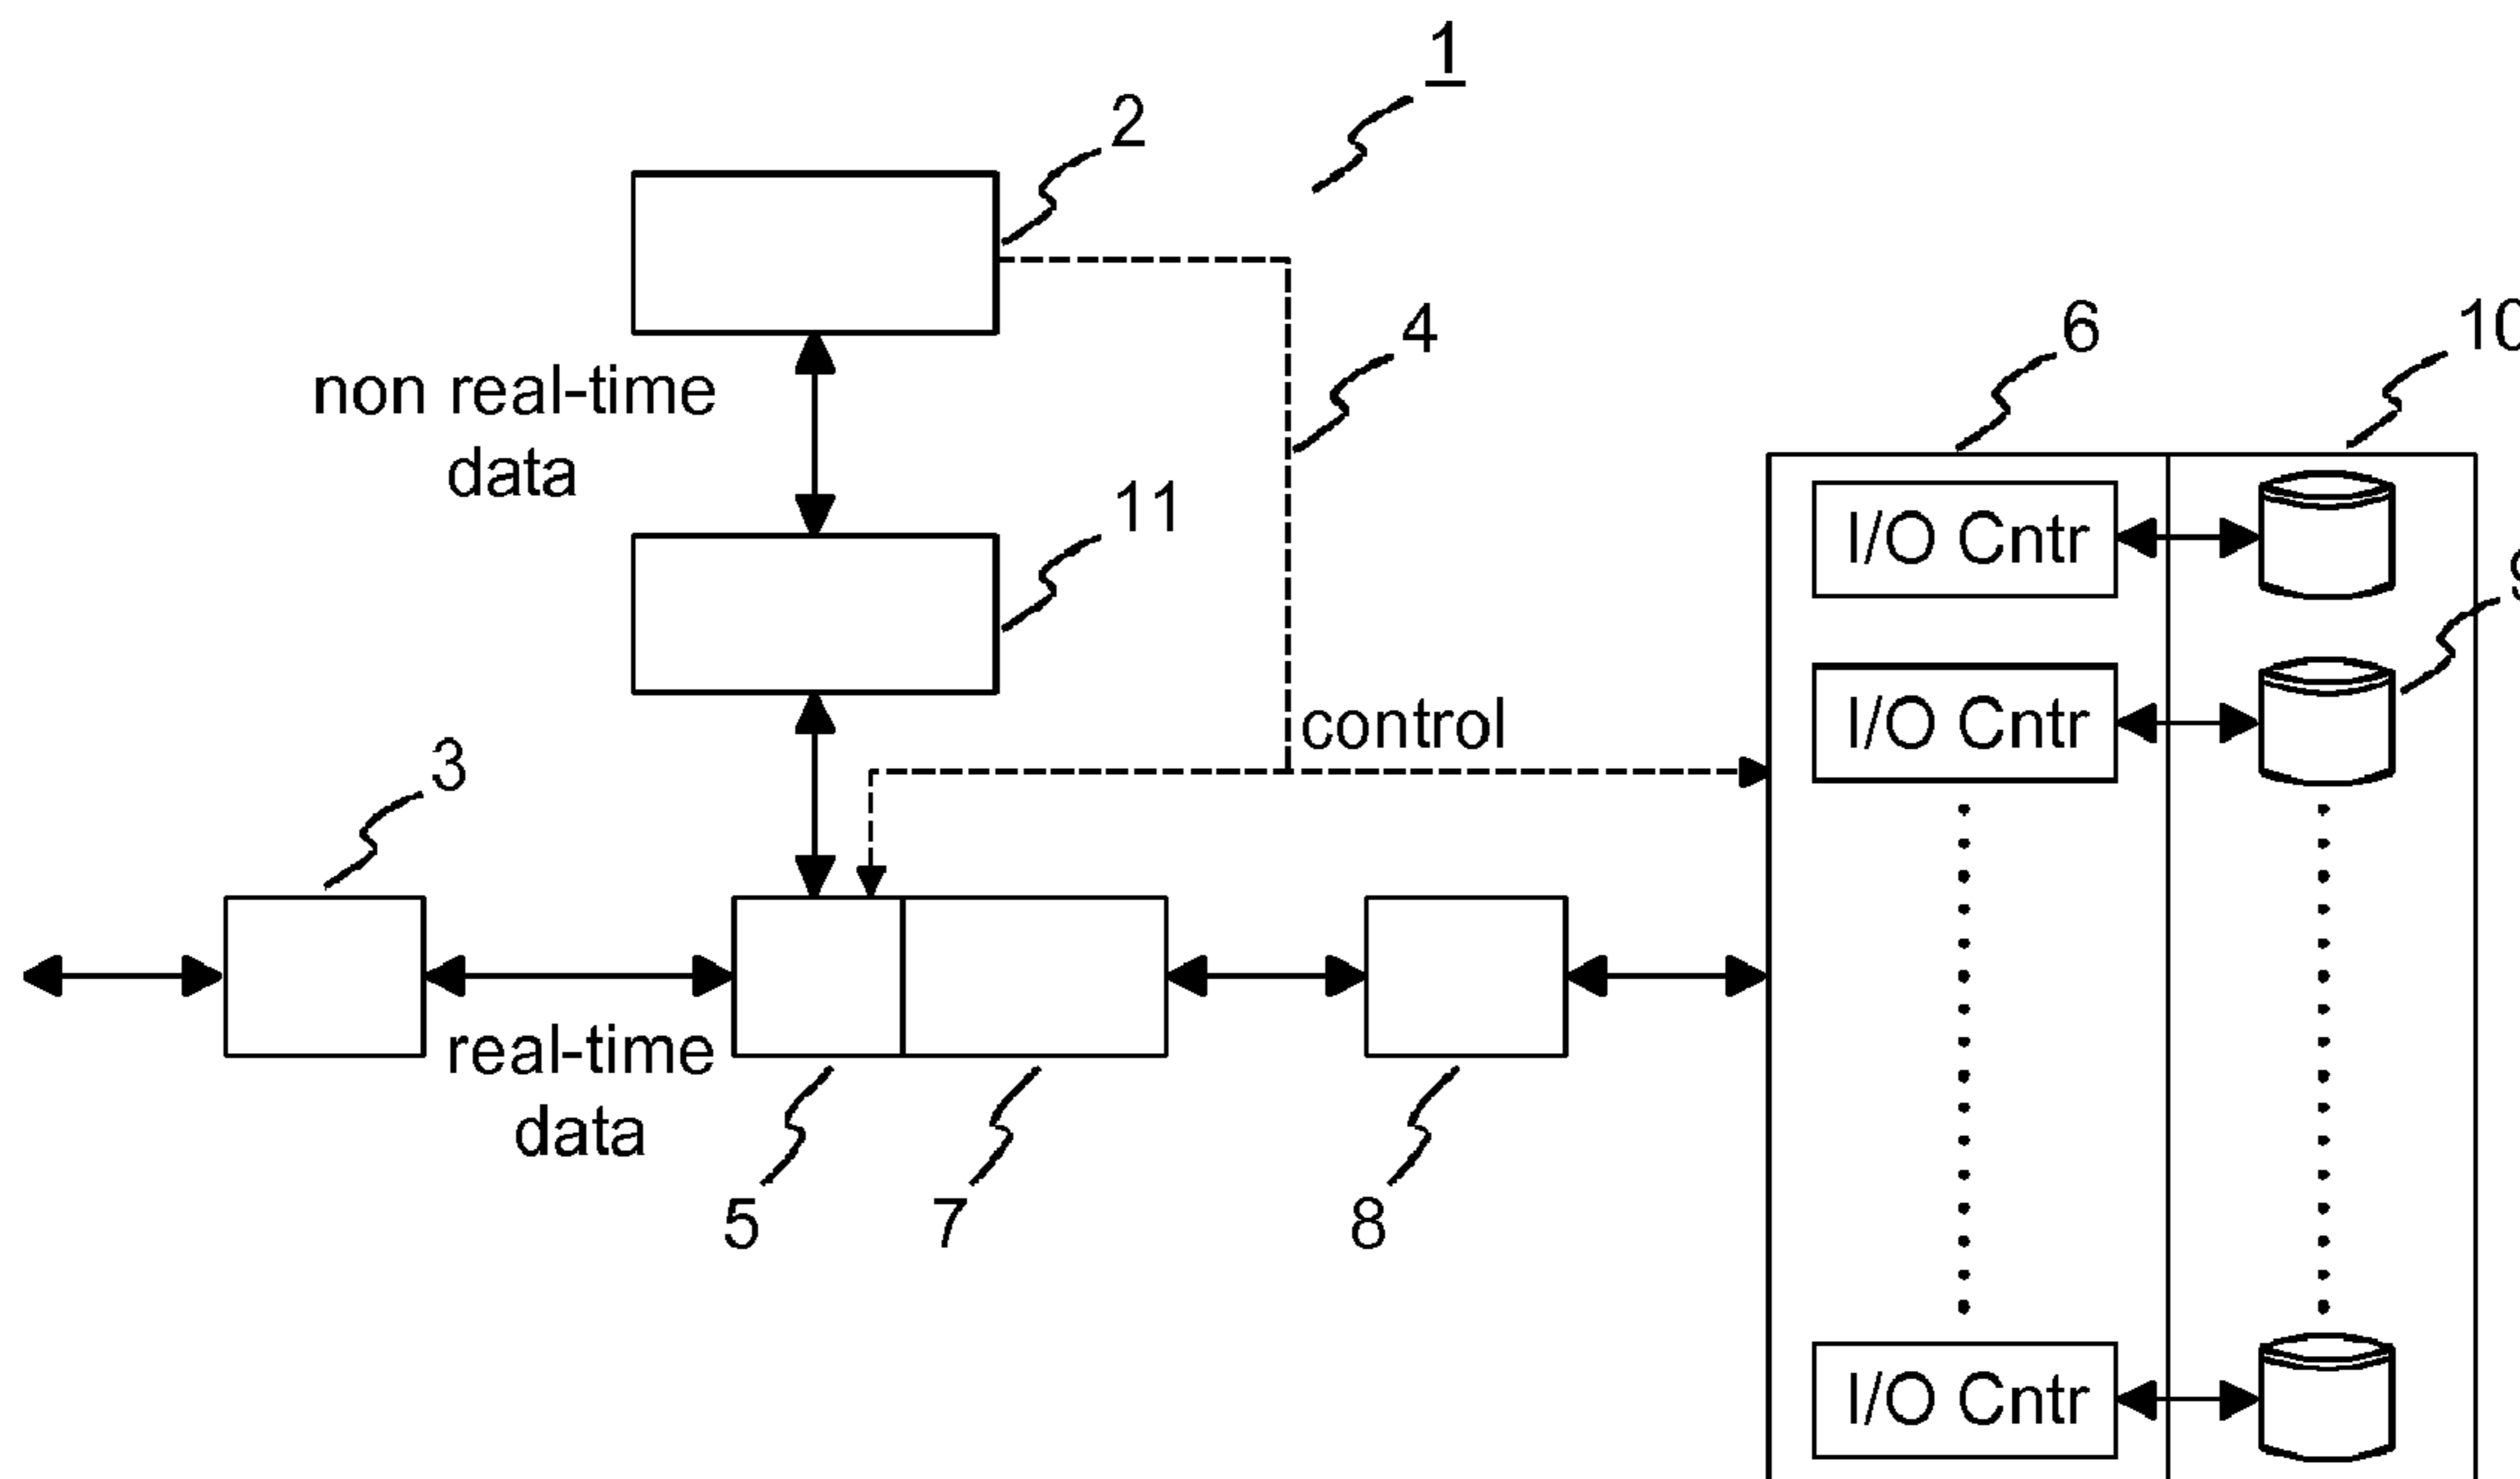 1
2
4
6
10
non real-time
data
11
I/O Cntr
9
I/O Cntr
control
3
real-time
data
5
7
8
I/O Cntr